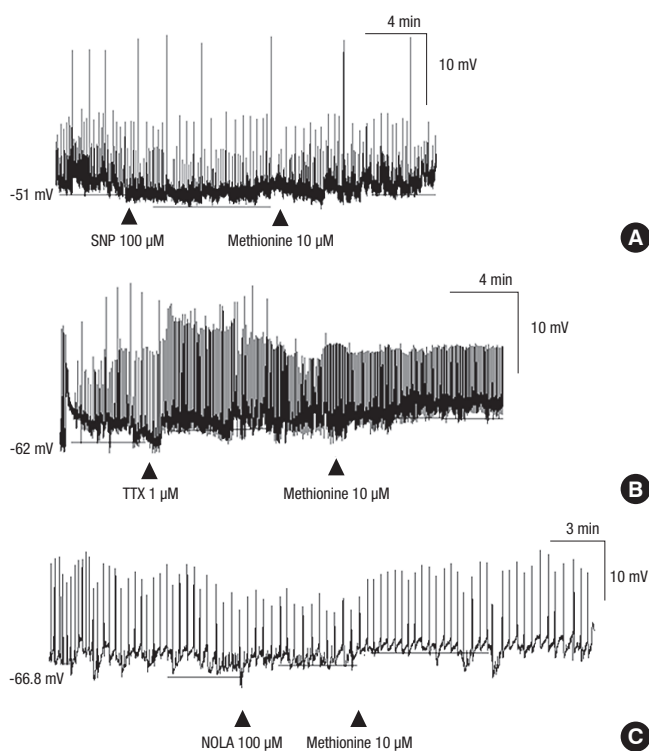 4 min
10 mV
-51 mV
SNP 100 µM
Methionine 10 µM
A
4 min
10 mV
-62 mV
TTX 1 µM
Methionine 10 µM
B
3 min
10 mV
-66.8 mV
NOLA 100 µM
Methionine 10 µM
C